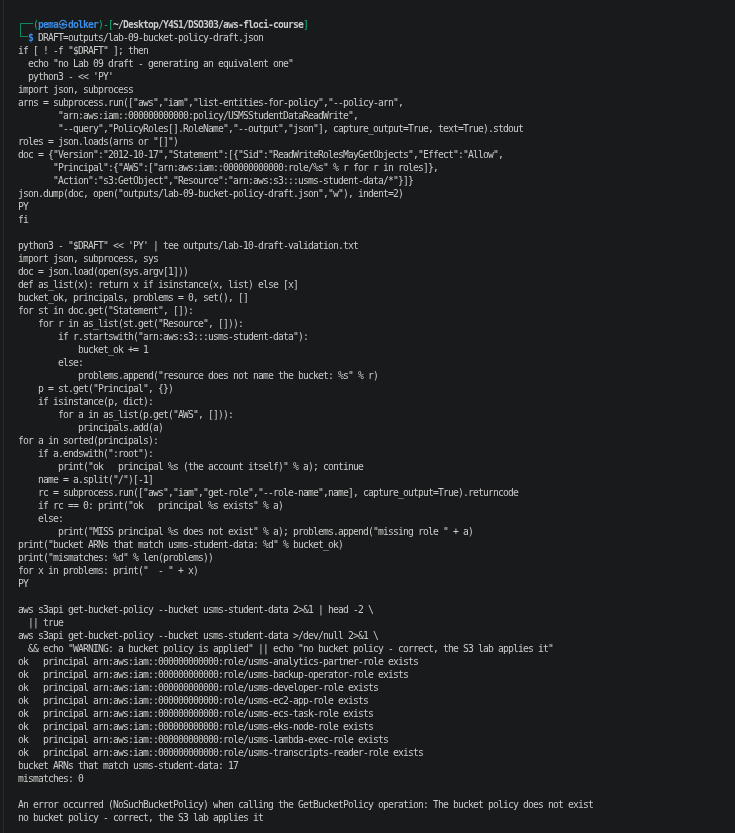 ┌──(pema㉿dolker)-[~/Desktop/Y4S1/DSO303/aws-floci-course]
└─$ DRAFT=outputs/lab-09-bucket-policy-draft.json
if [ ! -f "$DRAFT" ]; then
  echo "no Lab 09 draft - generating an equivalent one"
  python3 - << 'PY'
import json, subprocess
arns = subprocess.run(["aws","iam","list-entities-for-policy","--policy-arn",
        "arn:aws:iam::000000000000:policy/USMSStudentDataReadWrite",
        "--query","PolicyRoles[].RoleName","--output","json"], capture_output=True, text=True).stdout
roles = json.loads(arns or "[]")
doc = {"Version":"2012-10-17","Statement":[{"Sid":"ReadWriteRolesMayGetObjects","Effect":"Allow",
       "Principal":{"AWS":["arn:aws:iam::000000000000:role/%s" % r for r in roles]},
       "Action":"s3:GetObject","Resource":"arn:aws:s3:::usms-student-data/*"}]}
json.dump(doc, open("outputs/lab-09-bucket-policy-draft.json","w"), indent=2)
PY
fi

python3 - "$DRAFT" << 'PY' | tee outputs/lab-10-draft-validation.txt
import json, subprocess, sys
doc = json.load(open(sys.argv[1]))
def as_list(x): return x if isinstance(x, list) else [x]
bucket_ok, principals, problems = 0, set(), []
for st in doc.get("Statement", []):
    for r in as_list(st.get("Resource", [])):
        if r.startswith("arn:aws:s3:::usms-student-data"):
            bucket_ok += 1
        else:
            problems.append("resource does not name the bucket: %s" % r)
    p = st.get("Principal", {})
    if isinstance(p, dict):
        for a in as_list(p.get("AWS", [])):
            principals.add(a)
for a in sorted(principals):
    if a.endswith(":root"):
        print("ok   principal %s (the account itself)" % a); continue
    name = a.split("/")[-1]
    rc = subprocess.run(["aws","iam","get-role","--role-name",name], capture_output=True).returncode
    if rc == 0: print("ok   principal %s exists" % a)
    else:
        print("MISS principal %s does not exist" % a); problems.append("missing role " + a)
print("bucket ARNs that match usms-student-data: %d" % bucket_ok)
print("mismatches: %d" % len(problems))
for x in problems: print("  - " + x)
PY

aws s3api get-bucket-policy --bucket usms-student-data 2>&1 | head -2 \
  || true
aws s3api get-bucket-policy --bucket usms-student-data >/dev/null 2>&1 \
  && echo "WARNING: a bucket policy is applied" || echo "no bucket policy - correct, the S3 lab applies it"
ok   principal arn:aws:iam::000000000000:role/usms-analytics-partner-role exists
ok   principal arn:aws:iam::000000000000:role/usms-backup-operator-role exists
ok   principal arn:aws:iam::000000000000:role/usms-developer-role exists
ok   principal arn:aws:iam::000000000000:role/usms-ec2-app-role exists
ok   principal arn:aws:iam::000000000000:role/usms-ecs-task-role exists
ok   principal arn:aws:iam::000000000000:role/usms-eks-node-role exists
ok   principal arn:aws:iam::000000000000:role/usms-lambda-exec-role exists
ok   principal arn:aws:iam::000000000000:role/usms-transcripts-reader-role exists
bucket ARNs that match usms-student-data: 17
mismatches: 0

An error occurred (NoSuchBucketPolicy) when calling the GetBucketPolicy operation: The bucket policy does not exist
no bucket policy - correct, the S3 lab applies it